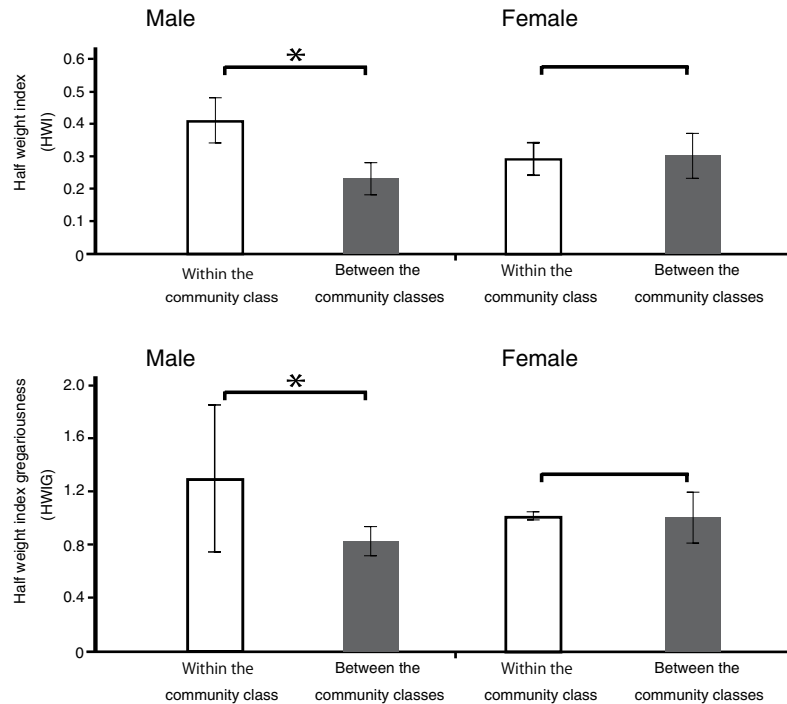 Male
Female
Half weight index
(HWI)
0.6
0.5
0.4
0.3
0.2
0.1
0
*
Within the
community class
Between the
community classes
Within the
community class
Between the
community classes
Male
Female
Half weight index gregariousness
(HWIG)
2.0
1.6
1.2
0.8
0.4
0
*
Within the
community class
Between the
community classes
Within the
community class
Between the
community classes